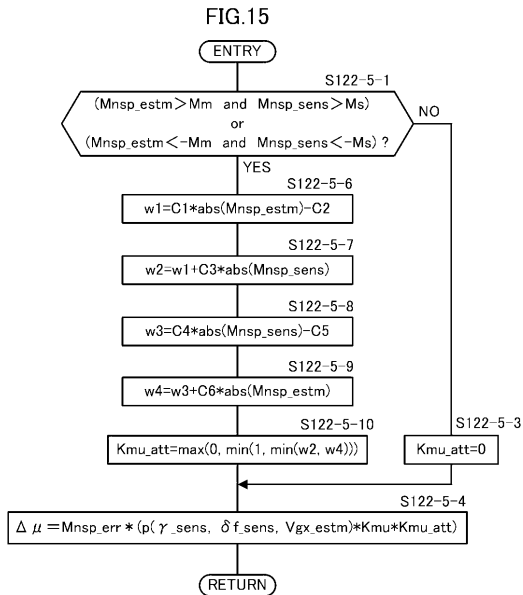 FIG.15
ENTRY
S122-5-1
(Mnsp_estm>Mm and Mnsp_sens>Ms)
or
(Mnsp_estm<-Mm and Mnsp_sens<-Ms) ?
NO
YES
S122-5-6
w1=C1*abs(Mnsp_estm)-C2
S122-5-7
w2=w1+C3*abs(Mnsp_sens)
S122-5-8
w3=C4*abs(Mnsp_sens)-C5
S122-5-9
w4=w3+C6*abs(Mnsp_estm)
S122-5-10
Kmu_att=max(0, min(1, min(w2, w4)))
S122-5-3
Kmu_att=0
S122-5-4
Δμ=Mnsp_err*(p(γ_sens, δf_sens, Vgx_estm)*Kmu*Kmu_att)
RETURN